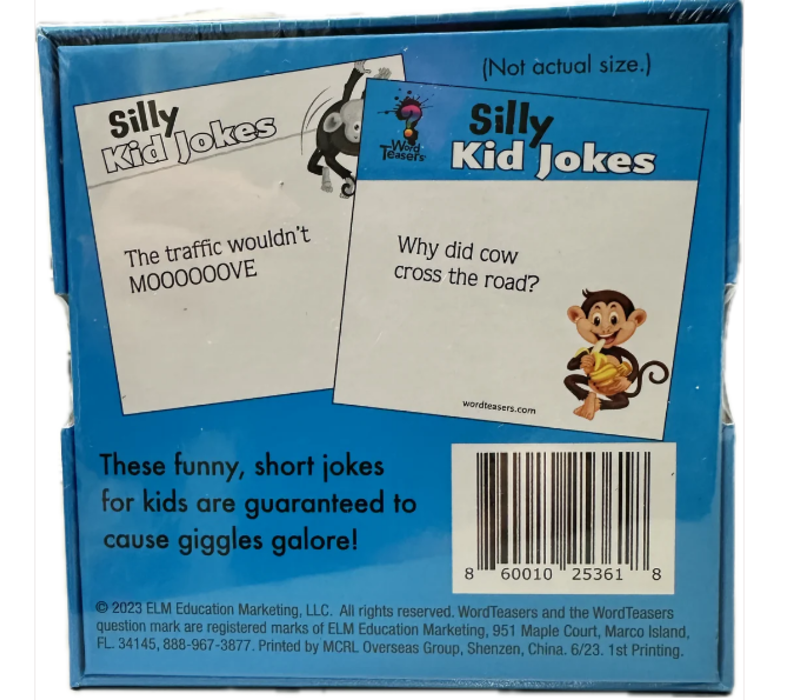 (Not actual size.)
Silly
Kid Jokes
The traffic wouldn't
MOOOOOOVE
Word
Teasers
Silly
Kid Jokes
Why did cow
cross the road?
wordteasers.com
These funny, short jokes
for kids are guaranteed to
cause giggles galore!
8 60010 25361 8
© 2023 ELM Education Marketing, LLC. All rights reserved. WordTeasers and the WordTeasers
question mark are registered marks of ELM Education Marketing, 951 Maple Court, Marco Island,
FL. 34145, 888-967-3877. Printed by MCRL Overseas Group, Shenzen, China. 6/23. 1st Printing.